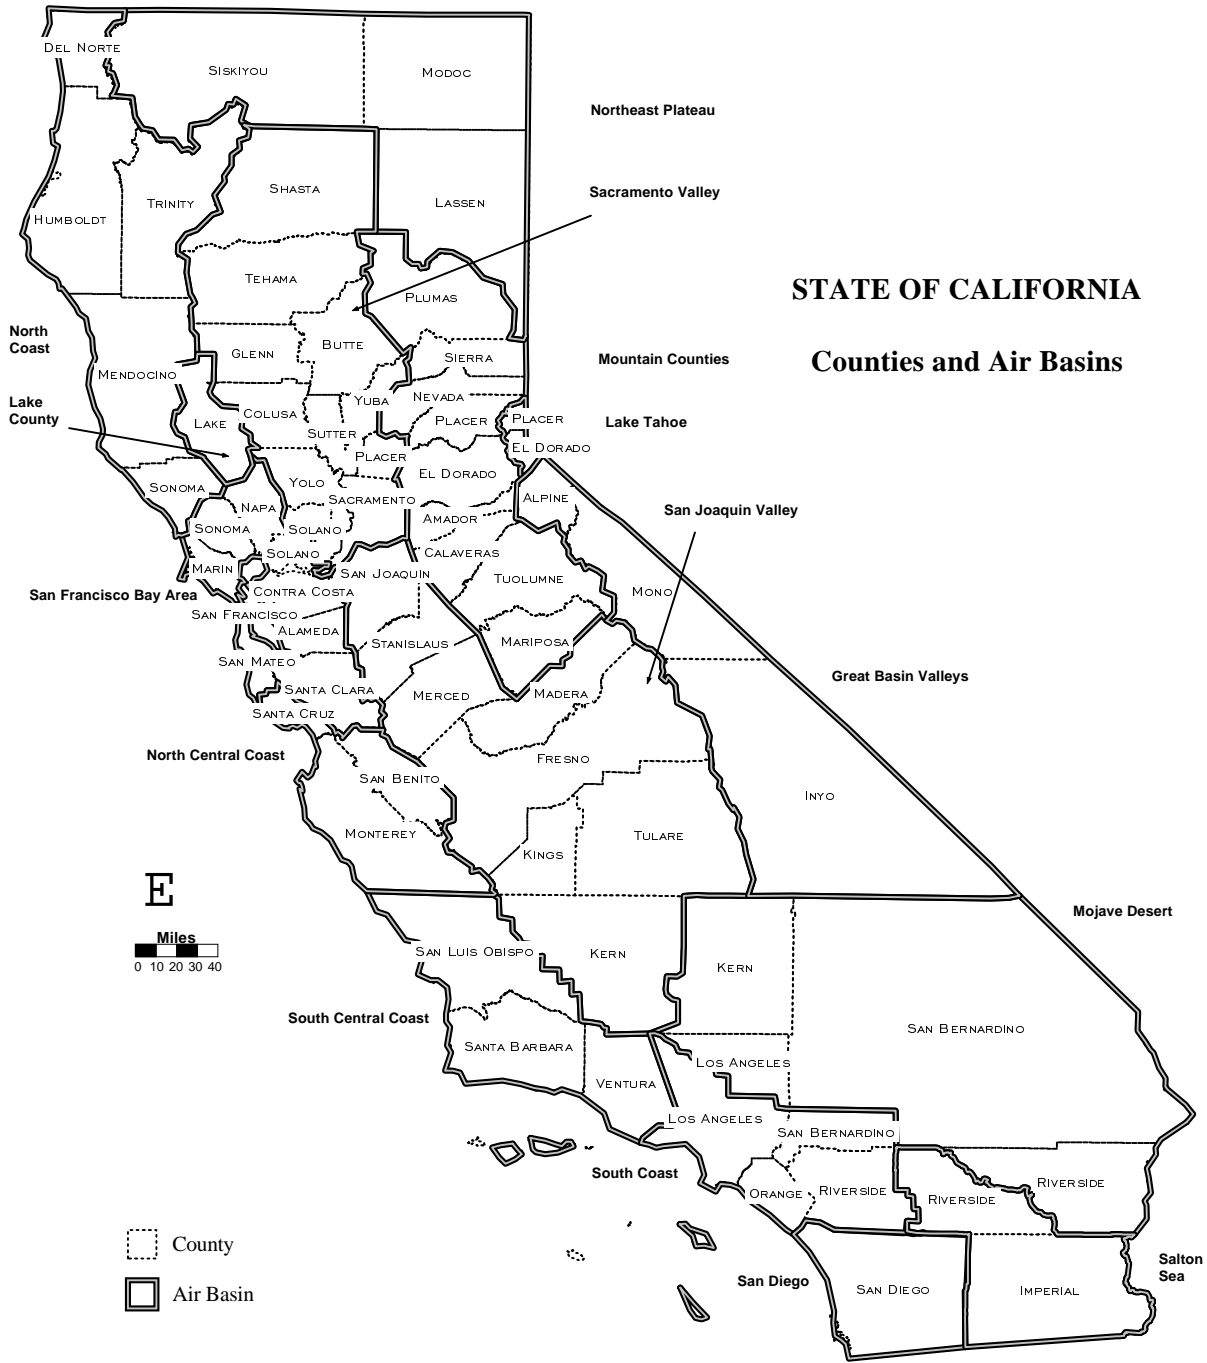 DEL NORTE
SISKIYOU
MODOC
Northeast Plateau
SHASTA
Sacramento Valley
TRINITY
LASSEN
HUMBOLDT
TEHAMA
PLUMAS
STATE OF CALIFORNIA
North
Coast
GLENN
BUTTE
SIERRA
Mountain Counties
Counties and Air Basins
MENDOCINO
Lake
County
YUBA
NEVADA
COLUSA
LAKE
SUTTER
PLACER
PLACER
Lake Tahoe
PLACER
EL DORADO
EL DORADO
SONOMA
YOLO
SACRAMENTO
ALPINE
NAPA
San Joaquin Valley
SONOMA
SOLANO
AMADOR
SOLANO
CALAVERAS
MARIN
SAN JOAQUIN
TUOLUMNE
San Francisco Bay Area
CONTRA COSTA
MONO
SAN FRANCISCO
ALAMEDA
STANISLAUS
MARIPOSA
SAN MATEO
Great Basin Valleys
SANTA CLARA
MERCED
MADERA
SANTA CRUZ
North Central Coast
FRESNO
SAN BENITO
INYO
MONTEREY
TULARE
KINGS
E
Mojave Desert
Miles
0 10 20 30 40
SAN LUIS OBISPO
KERN
KERN
South Central Coast
SAN BERNARDINO
SANTA BARBARA
LOS ANGELES
VENTURA
LOS ANGELES
SAN BERNARDINO
South Coast
ORANGE
RIVERSIDE
RIVERSIDE
RIVERSIDE
County
Salton
Sea
San Diego
SAN DIEGO
IMPERIAL
Air Basin